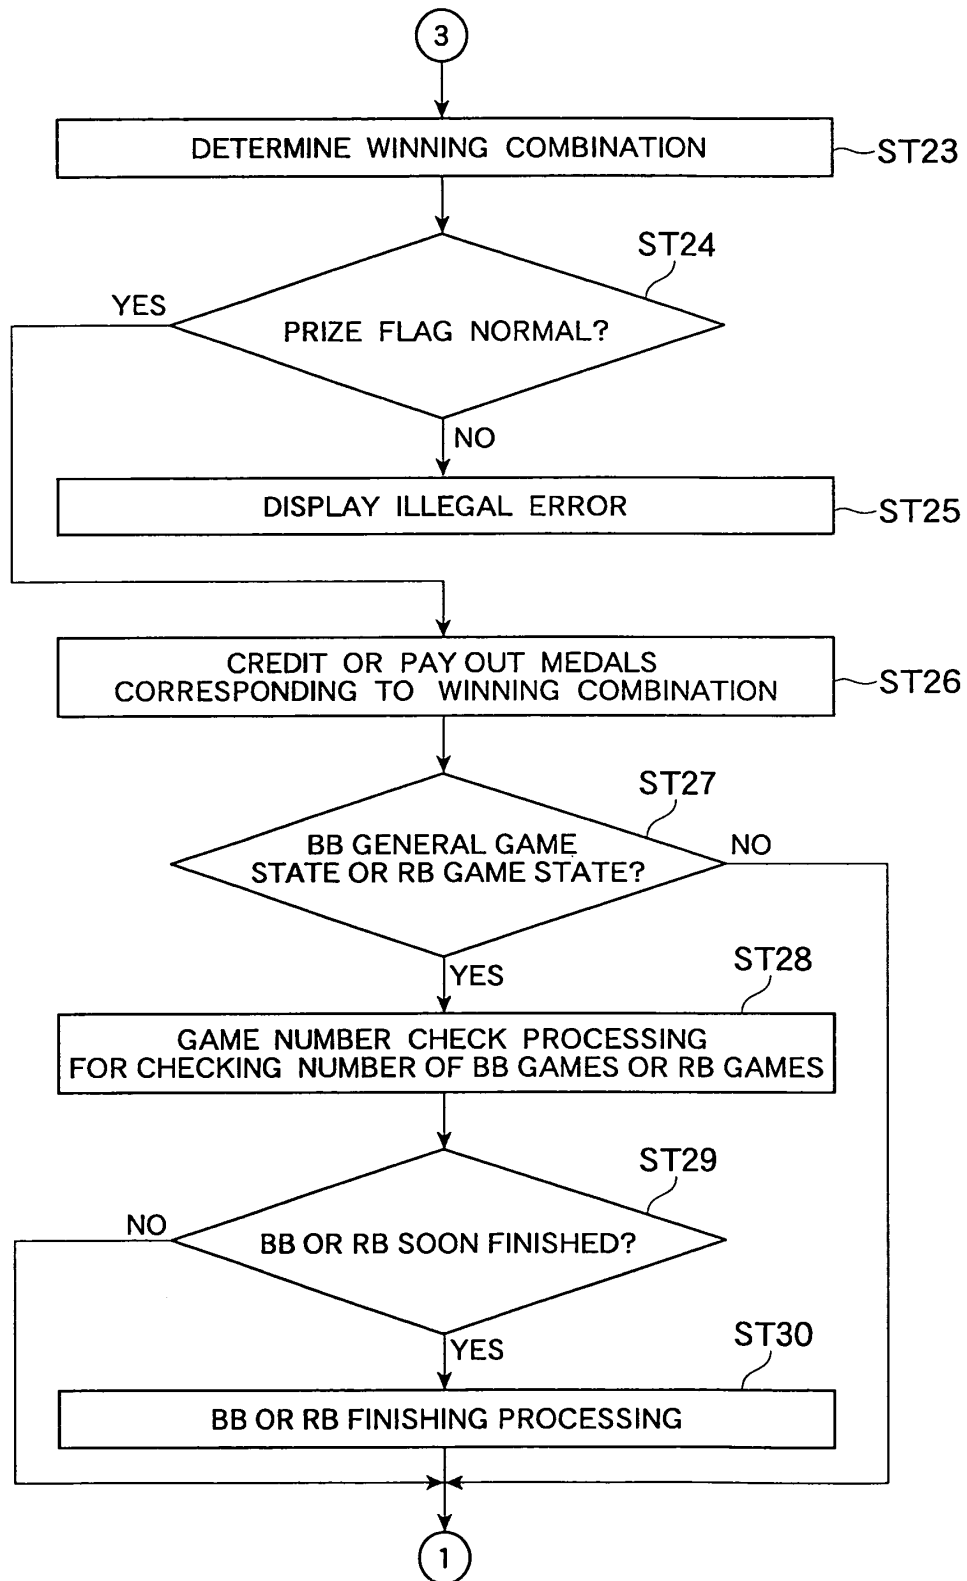 3
DETERMINE WINNING COMBINATION
ST23
ST24
YES
PRIZE FLAG NORMAL?
NO
DISPLAY ILLEGAL ERROR
ST25
CREDIT OR PAY OUT MEDALS
CORRESPONDING TO WINNING COMBINATION
ST26
ST27
BB GENERAL GAME
STATE OR RB GAME STATE?
NO
YES
ST28
GAME NUMBER CHECK PROCESSING
FOR CHECKING NUMBER OF BB GAMES OR RB GAMES
ST29
NO
BB OR RB SOON FINISHED?
YES
ST30
BB OR RB FINISHING PROCESSING
1